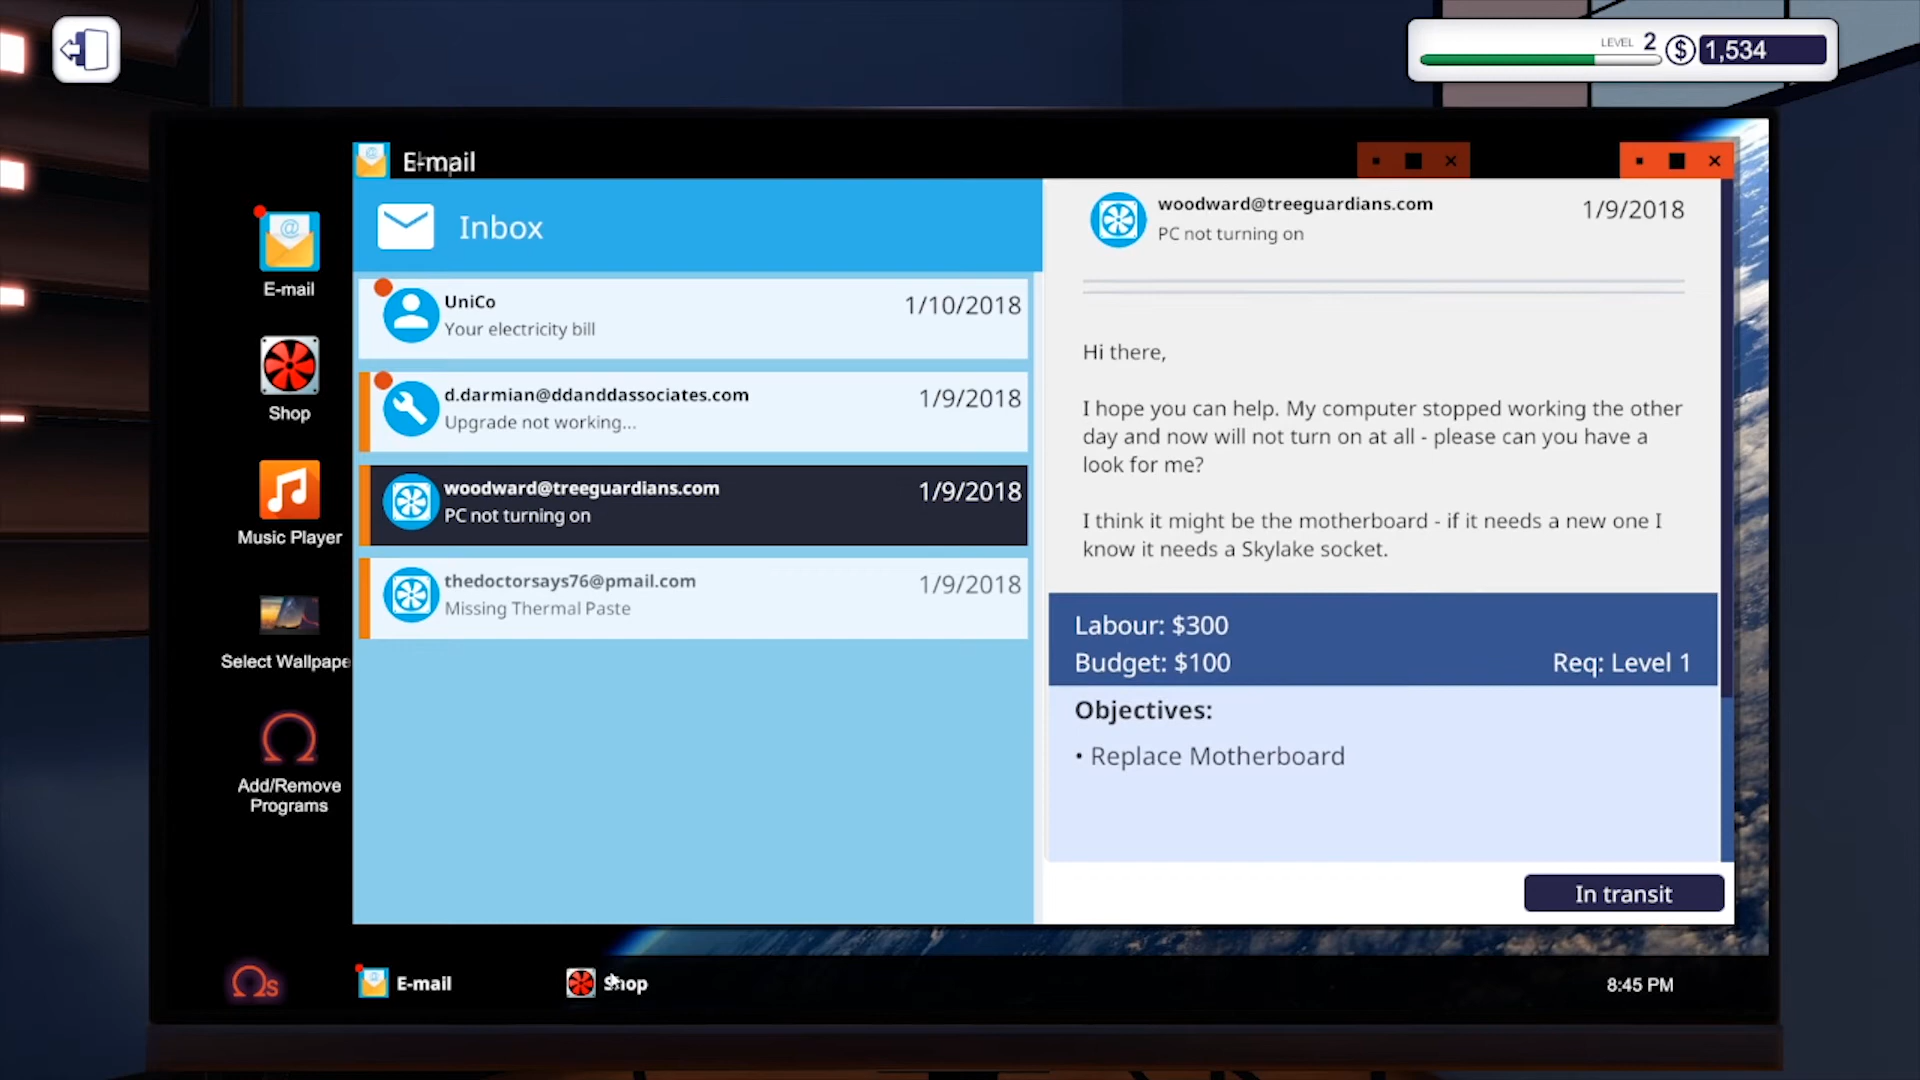 LEVEL 2 $ 1,534
E-mail
Inbox
UniCo
1/10/2018
Your electricity bill
d.darmian@ddanddassociates.com
1/9/2018
Upgrade not working...
woodward@treeguardians.com
1/9/2018
PC not turning on
thedoctorsays76@pmail.com
1/9/2018
Missing Thermal Paste
woodward@treeguardians.com
1/9/2018
PC not turning on
Hi there,
I hope you can help. My computer stopped working the other
day and now will not turn on at all - please can you have a
look for me?
I think it might be the motherboard - if it needs a new one I
know it needs a Skylake socket.
Labour: $300
Budget: $100
Req: Level 1
Objectives:
• Replace Motherboard
In transit
E-mail
Shop
Music Player
Select Wallpape
Add/Remove
Programs
Ωs
E-mail
Shop
8:45 PM